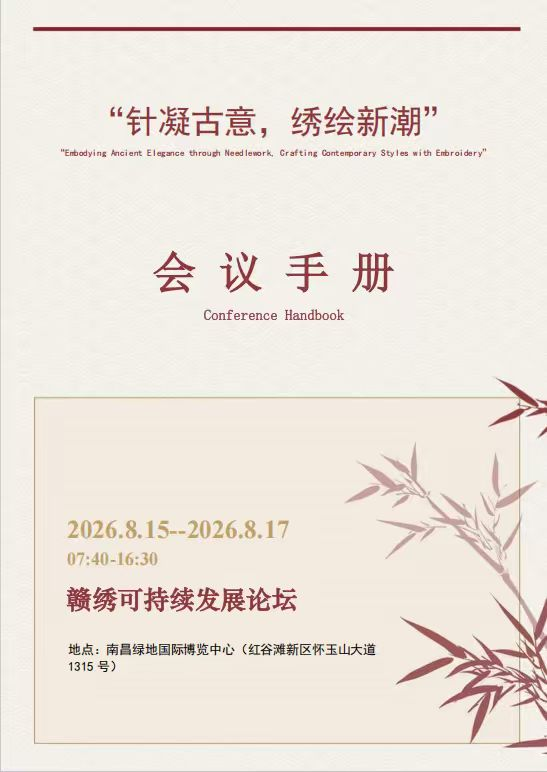 “针凝古意，绣绘新潮”
“Embodying Ancient Elegance through Needlework, Crafting Contemporary Styles with Embroidery”
会议手册
Conference Handbook
2026.8.15--2026.8.17
07:40-16:30
赣绣可持续发展论坛
地点：南昌绿地国际博览中心（红谷滩新区怀玉山大道
1315 号）